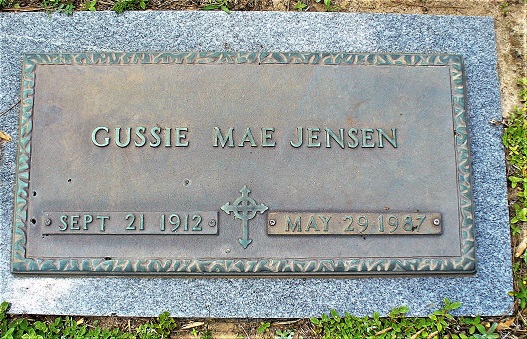 GUSSIE MAE JENSEN
SEPT 21 1912 MAY 29 1987